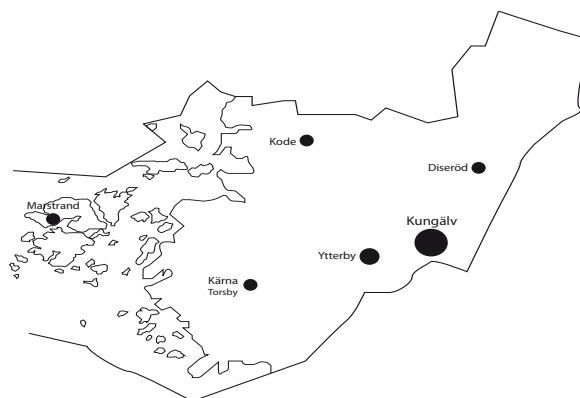 Kode
Diseröd
Marstrand
Kungälv
Ytterby
Kärna
Torsby